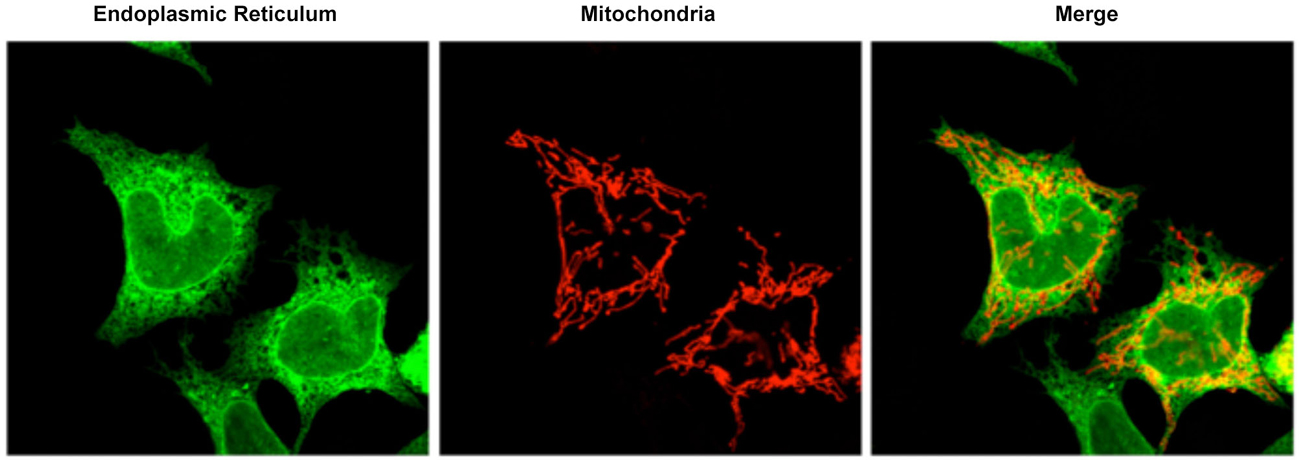 Endoplasmic Reticulum
Mitochondria
Merge